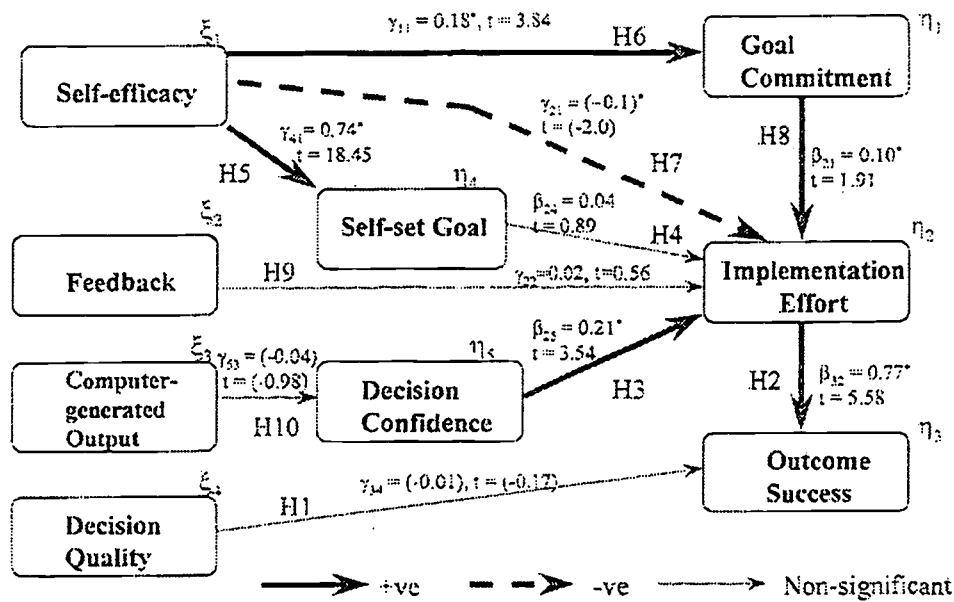 ξ1
γ11 = 0.18*, t = 3.84
H6
η1
Goal
Commitment
Self-efficacy
γ21 = (-0.1)*
t = (-2.0)
H7
H8
β21 = 0.10*
t = 1.91
γ41 = 0.74*
t = 18.45
H5
η4
Self-set Goal
β24 = 0.04
t = 0.89
H4
ξ2
Feedback
H9
γ22=0.02, t=0.56
η2
Implementation
Effort
ξ3
γ53 = (-0.04)
t = (-0.98)
H10
Computer-
generated
Output
η5
Decision
Confidence
β25 = 0.21*
t = 3.54
H3
H2
β32 = 0.77*
t = 5.58
η3
Outcome
Success
ξ4
Decision
Quality
H1
γ34 = (-0.01), t = (-0.17)
+ve
-ve
Non-significant